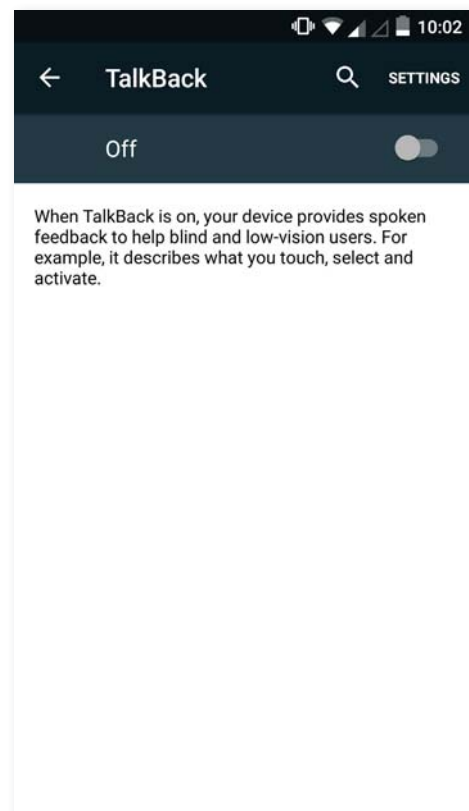 10:02
TalkBack
SETTINGS
Off
When TalkBack is on, your device provides spoken
feedback to help blind and low-vision users. For
example, it describes what you touch, select and
activate.